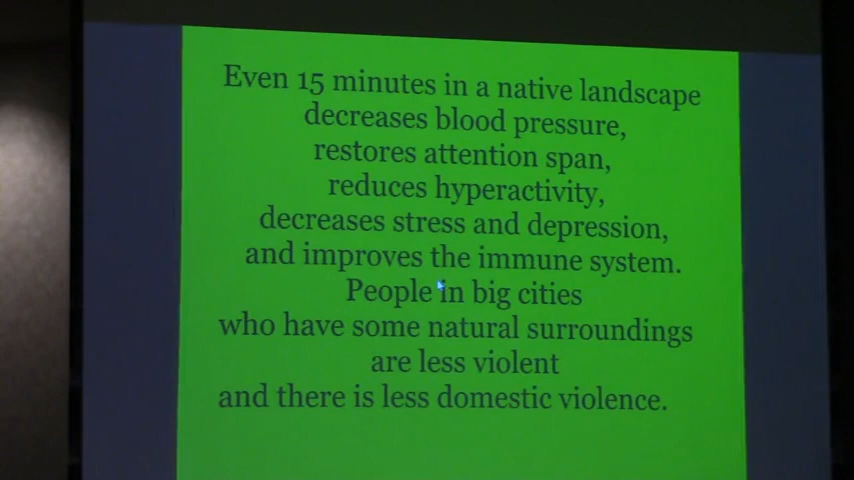 Even 15 minutes in a native landscape
decreases blood pressure,
restores attention span,
reduces hyperactivity,
decreases stress and depression,
and improves the immune system.
People in big cities
who have some natural surroundings
are less violent
and there is less domestic violence.